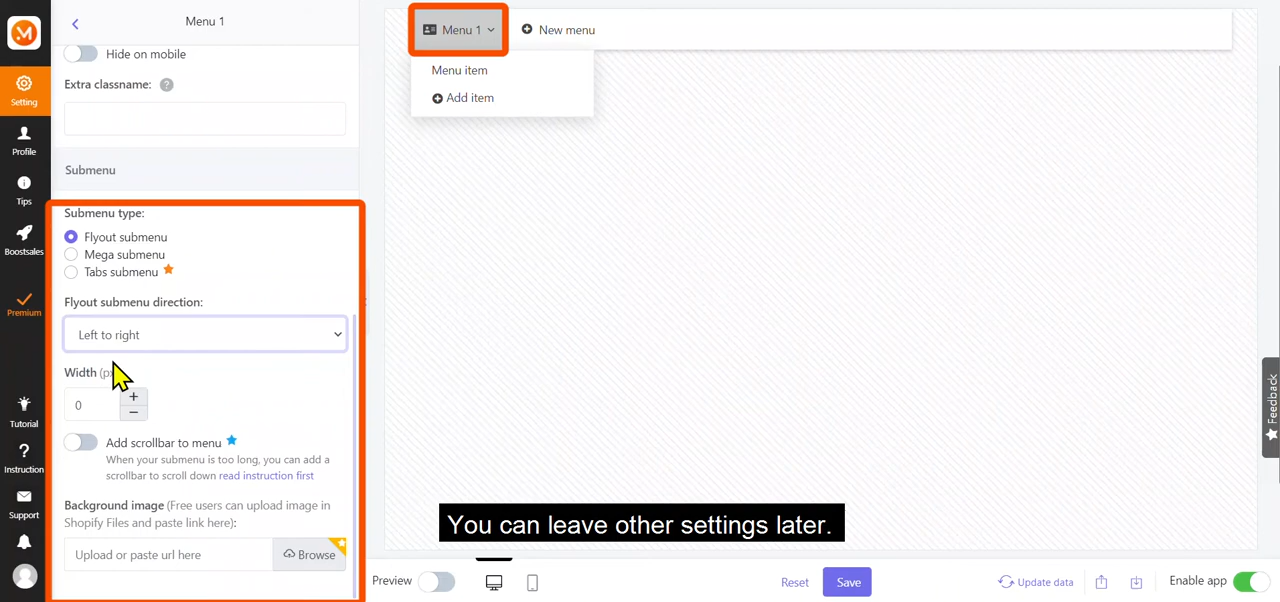 Setting
Profile
Tips
Boostsales
Premium
Tutorial
Instruction
Support
Menu 1
Hide on mobile
Extra classname: ?
Submenu
Submenu type:
Flyout submenu
Mega submenu
Tabs submenu
Flyout submenu direction:
Left to right
Width
0
Add scrollbar to menu
When your submenu is too long, you can add a
scrollbar to scroll down read instruction first
Background image (Free users can upload image in
Shopify Files and paste link here):
Upload or paste url here
Browse
Menu 1
New menu
Menu item
Add item
Feedback
You can leave other settings later.
Preview
Reset
Save
Update data
Enable app